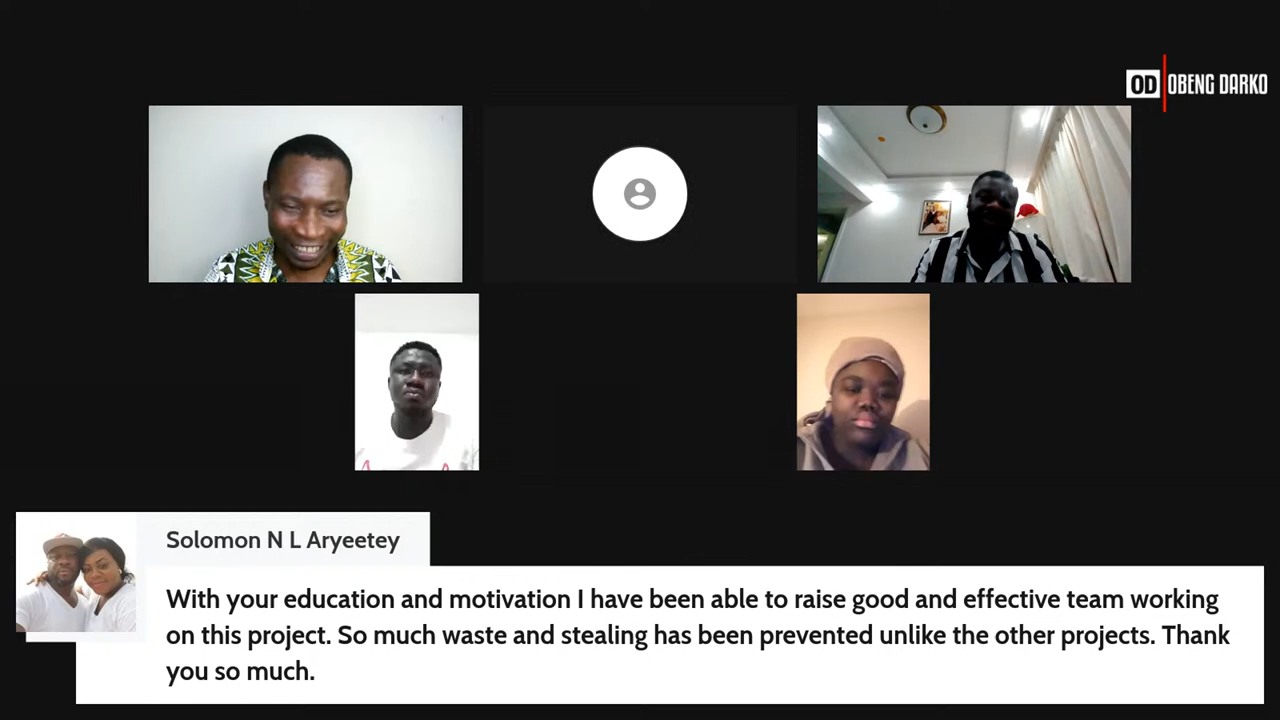 OD OBENG DARKO
Solomon N L Aryeetey
With your education and motivation I have been able to raise good and effective team working
on this project. So much waste and stealing has been prevented unlike the other projects. Thank
you so much.